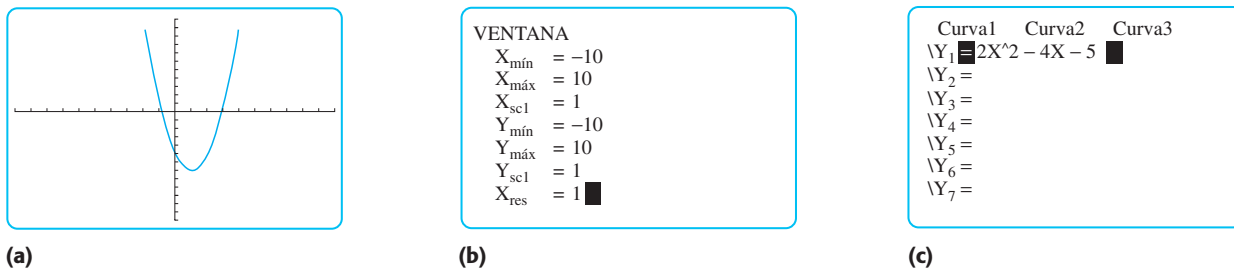 VENTANA
Xmín = −10
Xmáx = 10
Xscl = 1
Ymín = −10
Ymáx = 10
Yscl = 1
Xres = 1
Curva1 Curva2 Curva3
\Y1=2X^2 − 4X − 5
\Y2 =
\Y3 =
\Y4 =
\Y5 =
\Y6 =
\Y7 =
(a)
(b)
(c)